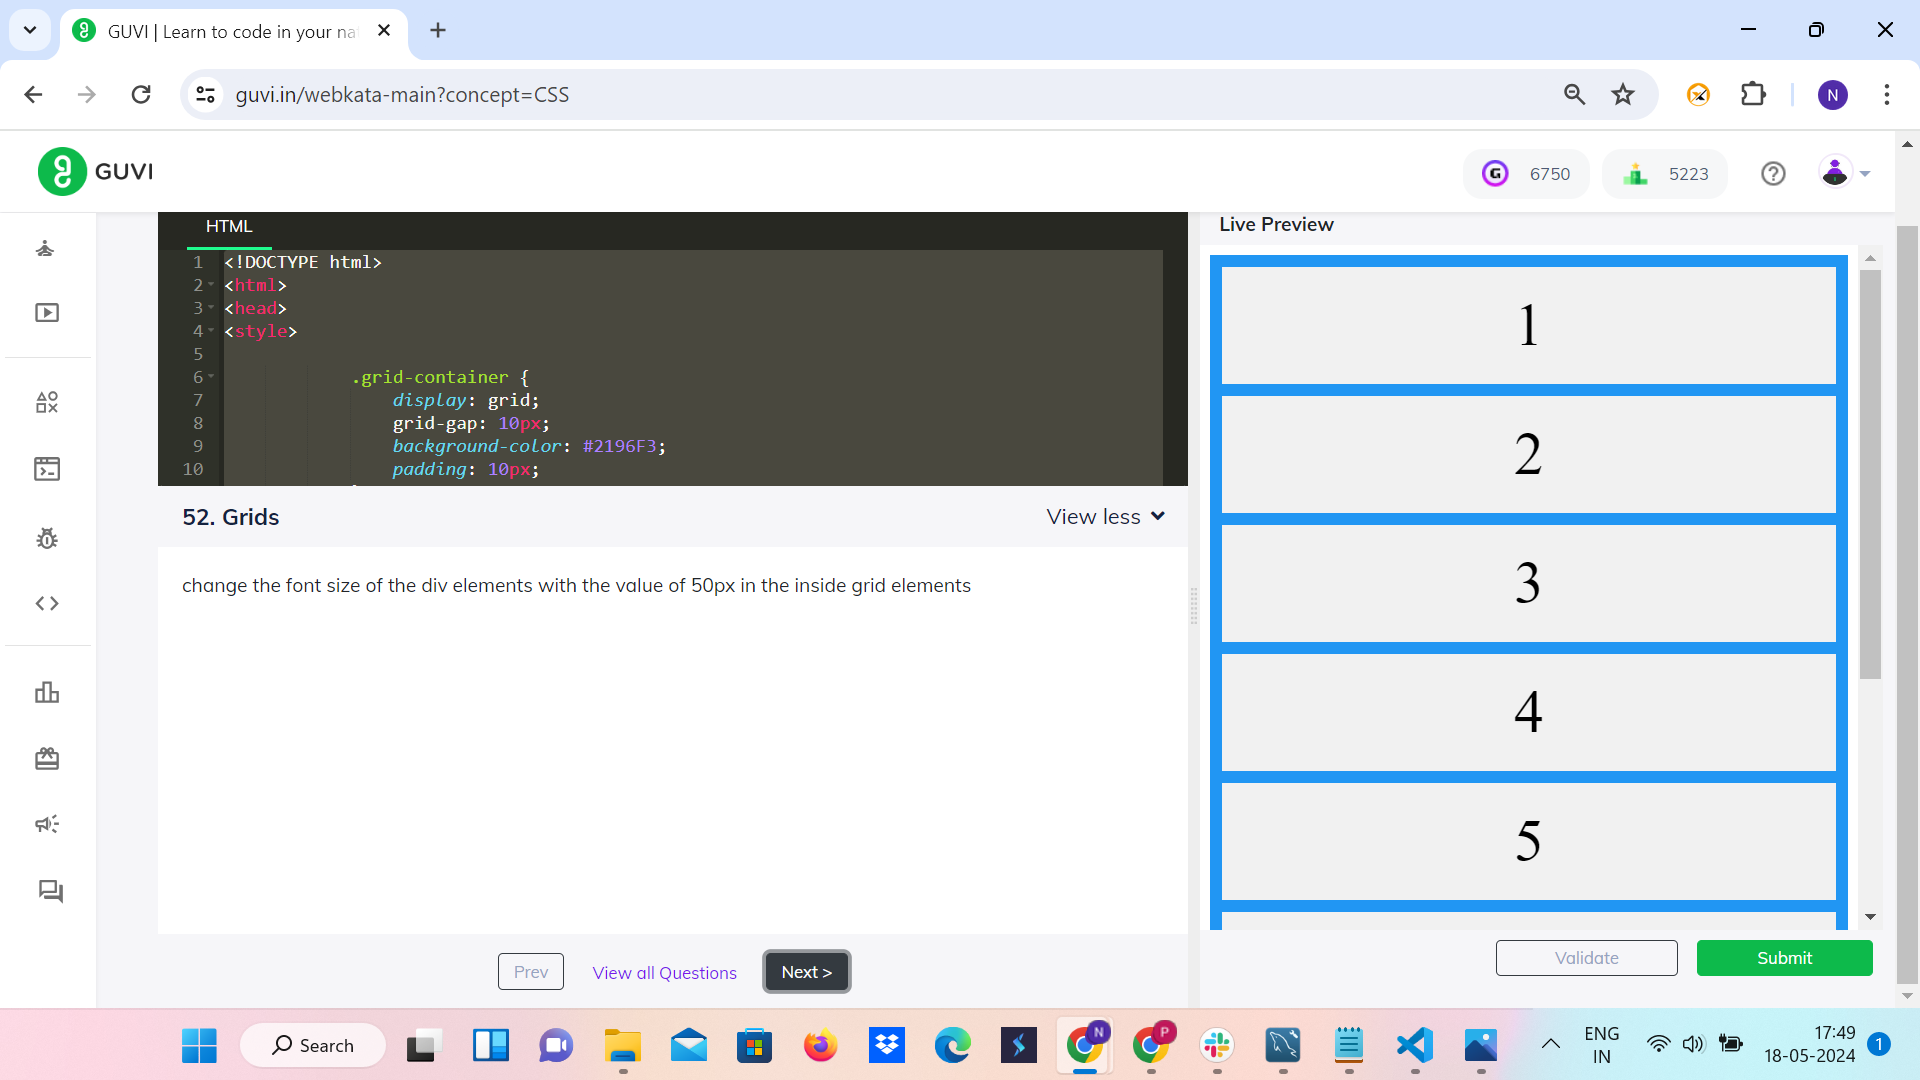 GUVI | Learn to code in your na
guvi.in/webkata-main?concept=CSS
N
GUVI
G 6750
5223
HTML
1 <!DOCTYPE html>
2 <html>
3 <head>
4 <style>
5
6 .grid-container {
7 display: grid;
8 grid-gap: 10px;
9 background-color: #2196F3;
10 padding: 10px;
52. Grids
View less
change the font size of the div elements with the value of 50px in the inside grid elements
Prev
View all Questions
Next >
Live Preview
1
2
3
4
5
Validate
Submit
Search
N
P
ENG
IN
17:49
18-05-2024
1